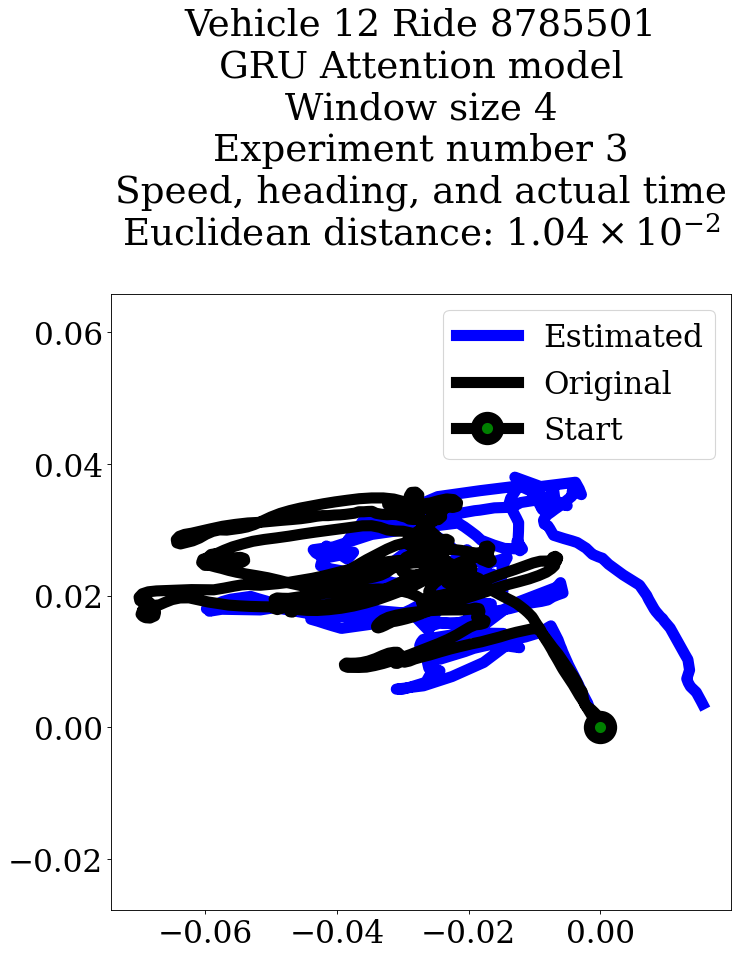 Vehicle 12 Ride 8785501
GRU Attention model
Window size 4
Experiment number 3
Speed, heading, and actual time
Euclidean distance: 1.04 × 10⁻²
Estimated
Original
Start
0.06
0.04
0.02
0.00
−0.02
−0.06
−0.04
−0.02
0.00